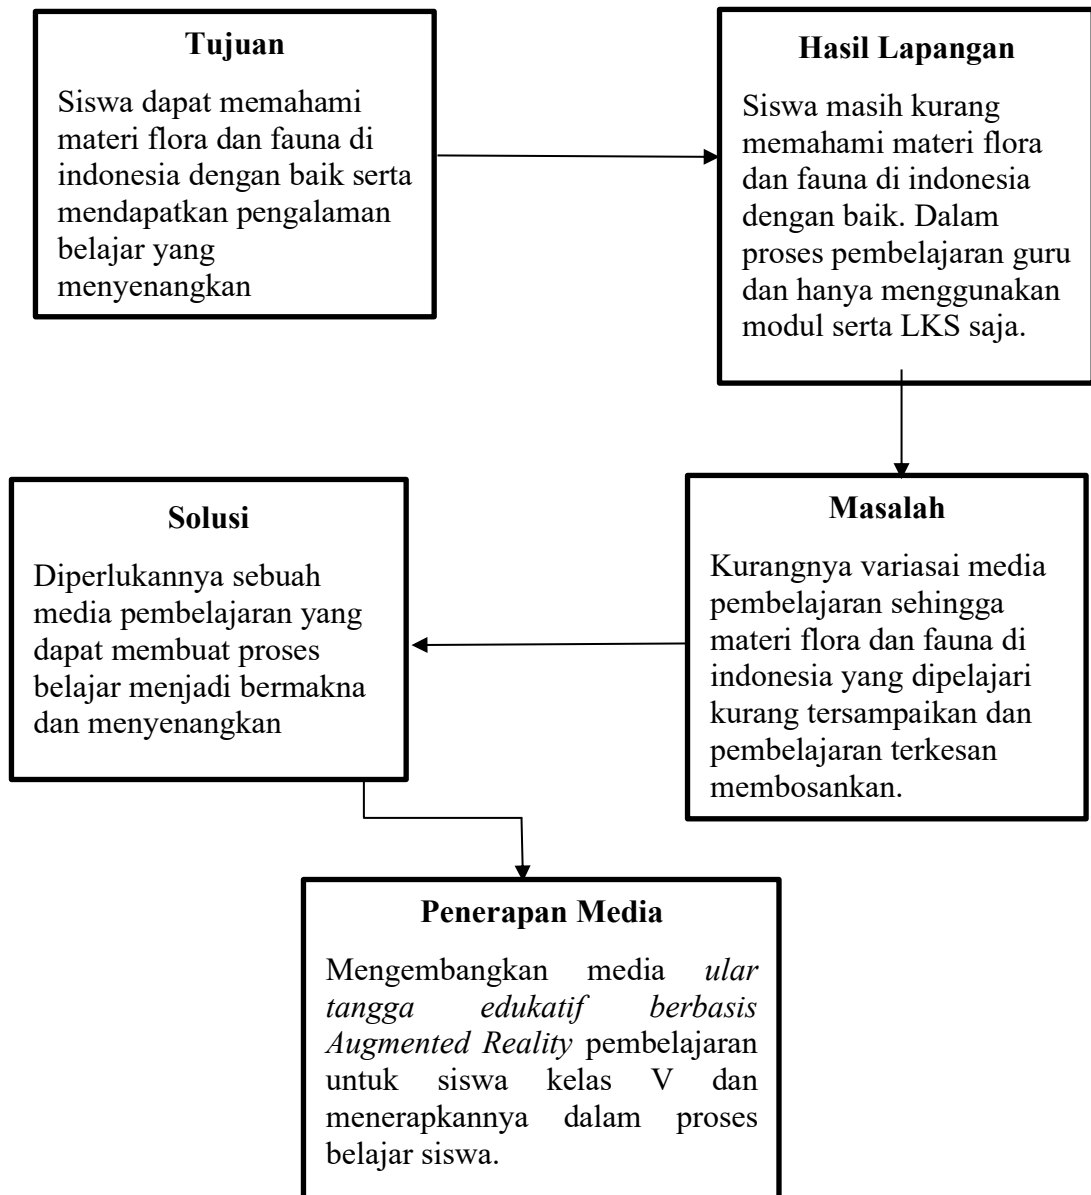 Tujuan
Siswa dapat memahami
materi flora dan fauna di
indonesia dengan baik serta
mendapatkan pengalaman
belajar yang
menyenangkan
Hasil Lapangan
Siswa masih kurang
memahami materi flora
dan fauna di indonesia
dengan baik. Dalam
proses pembelajaran guru
dan hanya menggunakan
modul serta LKS saja.
Masalah
Kurangnya variasai media
pembelajaran sehingga
materi flora dan fauna di
indonesia yang dipelajari
kurang tersampaikan dan
pembelajaran terkesan
membosankan.
Solusi
Diperlukannya sebuah
media pembelajaran yang
dapat membuat proses
belajar menjadi bermakna
dan menyenangkan
Penerapan Media
Mengembangkan media ular
tangga edukatif berbasis
Augmented Reality pembelajaran
untuk siswa kelas V dan
menerapkannya dalam proses
belajar siswa.